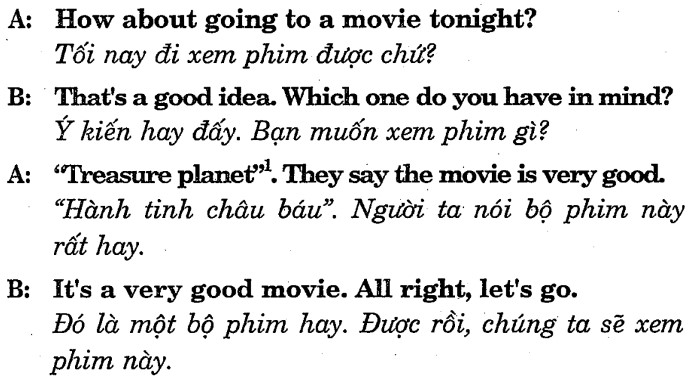 A: How about going to a movie tonight?
Tối nay đi xem phim được chứ?
B: That's a good idea. Which one do you have in mind?
Ý kiến hay đấy. Bạn muốn xem phim gì?
A: “Treasure planet”¹. They say the movie is very good.
“Hành tinh châu báu”. Người ta nói bộ phim này
rất hay.
B: It's a very good movie. All right, let's go.
Đó là một bộ phim hay. Được rồi, chúng ta sẽ xem
phim này.